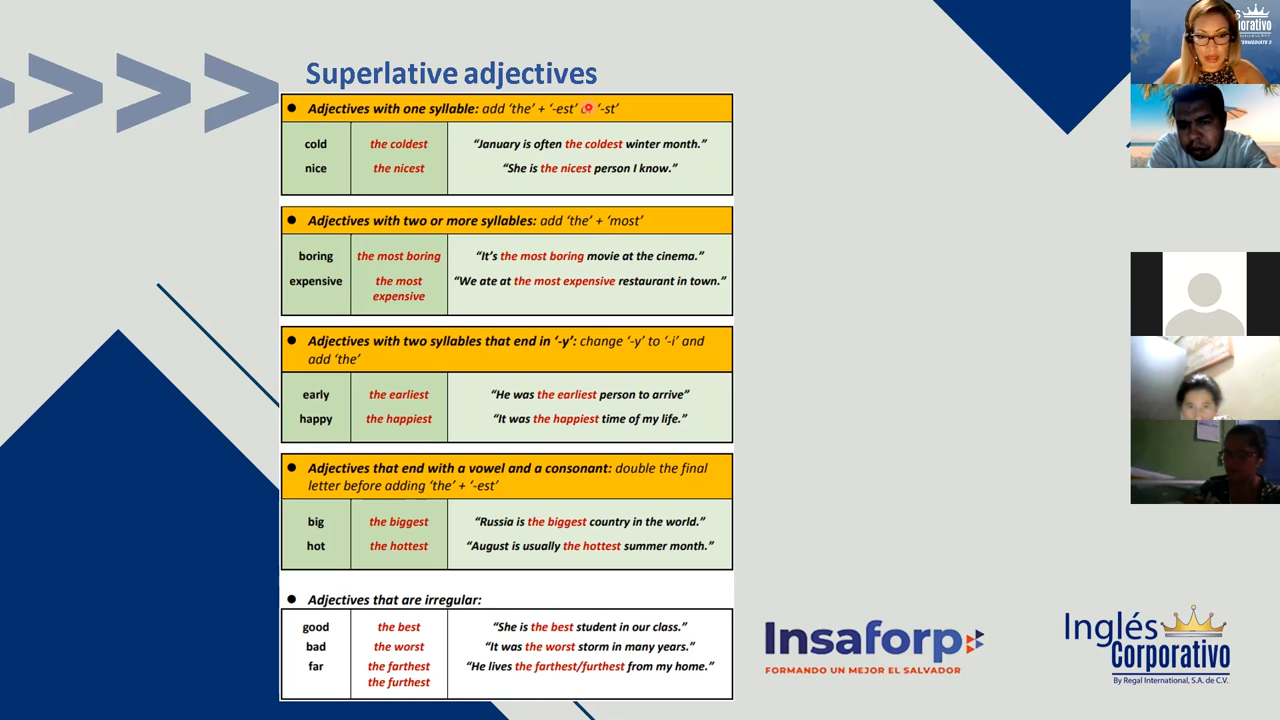 Superlative adjectives
● Adjectives with one syllable: add ‘the’ + ‘-est’ ‘-st’
cold the coldest “January is often the coldest winter month.”
nice the nicest “She is the nicest person I know.”
● Adjectives with two or more syllables: add ‘the’ + ‘most’
boring the most boring “It’s the most boring movie at the cinema.”
expensive the most expensive “We ate at the most expensive restaurant in town.”
● Adjectives with two syllables that end in ‘-y’: change ‘-y’ to ‘-i’ and
add ‘the’
early the earliest “He was the earliest person to arrive”
happy the happiest “It was the happiest time of my life.”
● Adjectives that end with a vowel and a consonant: double the final
letter before adding ‘the’ + ‘-est’
big the biggest “Russia is the biggest country in the world.”
hot the hottest “August is usually the hottest summer month.”
● Adjectives that are irregular:
good the best “She is the best student in our class.”
bad the worst “It was the worst storm in many years.”
far the farthest “He lives the farthest/furthest from my home.”
the furthest
Insaforp
FORMANDO UN MEJOR EL SALVADOR
Inglés
Corporativo
By Regal International, S.A. de C.V.